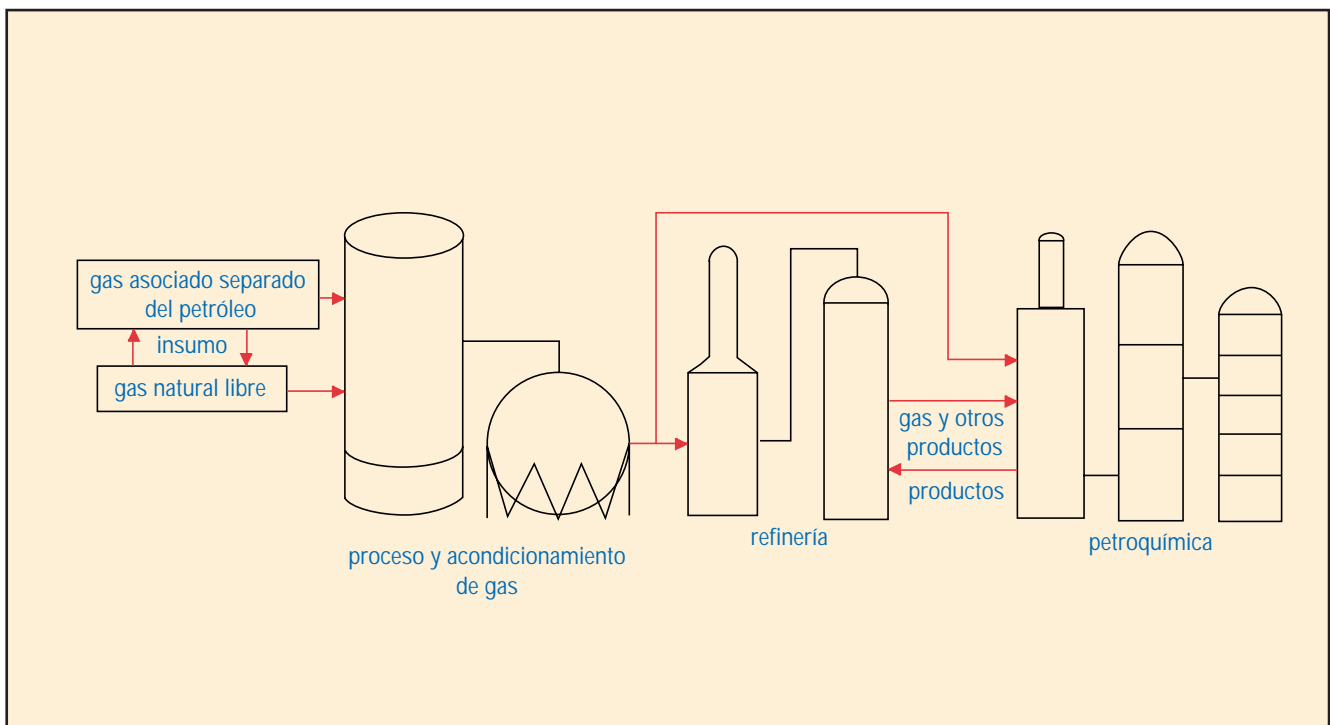 gas asociado separado
del petróleo
insumo
gas natural libre
proceso y acondicionamiento
de gas
refinería
gas y otros
productos
productos
petroquímica